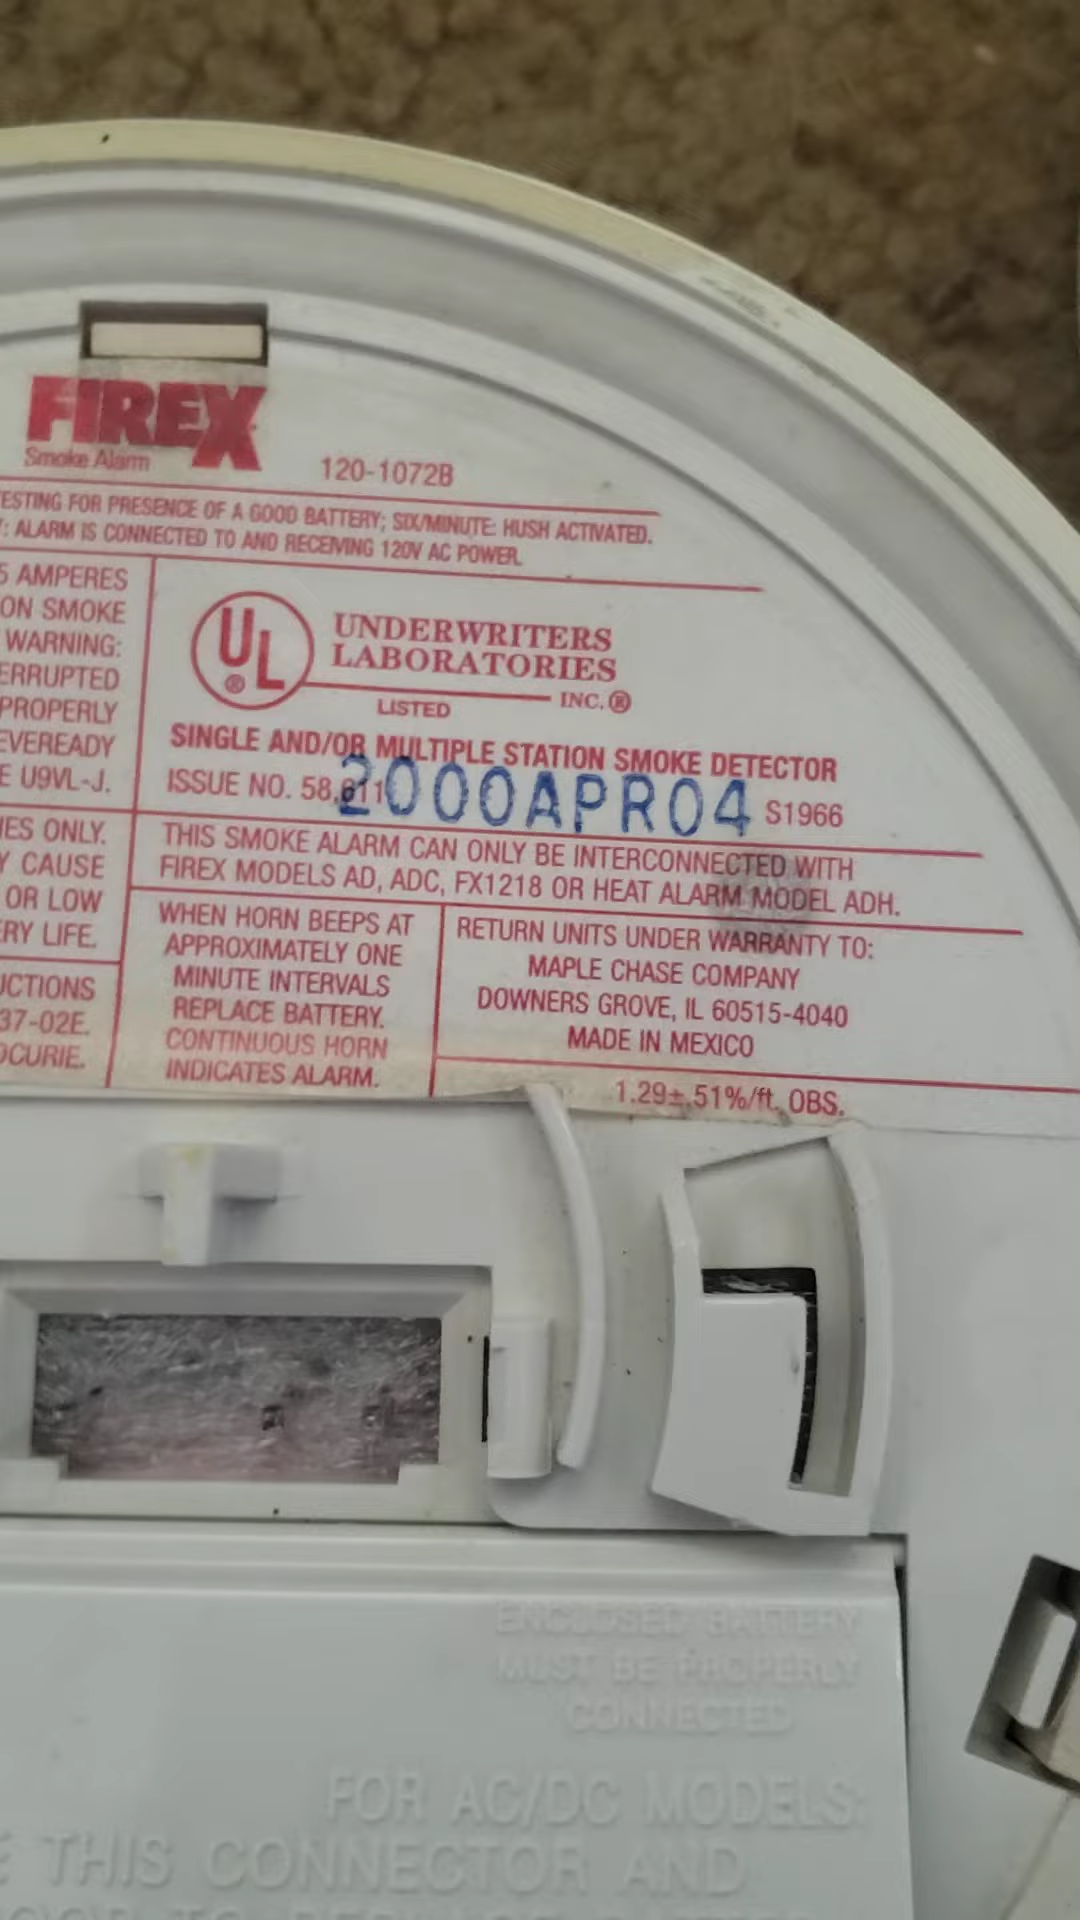 FIREX
Smoke Alarm
120-1072B
TESTING FOR PRESENCE OF A GOOD BATTERY; SIX/MINUTE: HUSH ACTIVATED.
: ALARM IS CONNECTED TO AND RECEIVING 120V AC POWER.
5 AMPERES
ON SMOKE
WARNING:
ERRUPTED
PROPERLY
EVEREADY
E U9VL-J.
UL
®
UNDERWRITERS
LABORATORIES
INC.®
LISTED
SINGLE AND/OR MULTIPLE STATION SMOKE DETECTOR
ISSUE NO. 58,611
2000APR04
S1966
IES ONLY.
Y CAUSE
OR LOW
ERY LIFE.
THIS SMOKE ALARM CAN ONLY BE INTERCONNECTED WITH
FIREX MODELS AD, ADC, FX1218 OR HEAT ALARM MODEL ADH.
UCTIONS
37-02E.
OCURIE.
WHEN HORN BEEPS AT
APPROXIMATELY ONE
MINUTE INTERVALS
REPLACE BATTERY.
CONTINUOUS HORN
INDICATES ALARM.
RETURN UNITS UNDER WARRANTY TO:
MAPLE CHASE COMPANY
DOWNERS GROVE, IL 60515-4040
MADE IN MEXICO
1.29±.51%/ft. OBS.
ENCLOSED BATTERY
MUST BE PROPERLY
CONNECTED
FOR AC/DC MODELS:
E THIS CONNECTOR AND